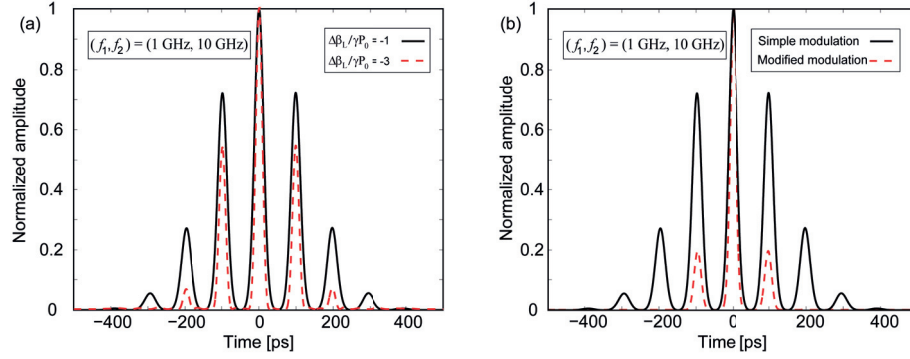 (a)
(f₁,f₂) = (1 GHz, 10 GHz)
Δβ_L/γP₀ = -1
Δβ_L/γP₀ = -3
Normalized amplitude
1
0.8
0.6
0.4
0.2
0
-400 -200 0 200 400
Time [ps]
(b)
(f₁,f₂) = (1 GHz, 10 GHz)
Simple modulation
Modified modulation
Normalized amplitude
1
0.8
0.6
0.4
0.2
0
-400 -200 0 200 400
Time [ps]